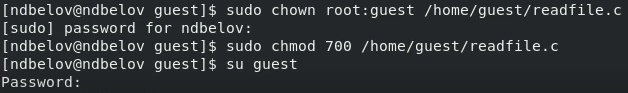 [ndbelov@ndbelov guest]$ sudo chown root:guest /home/guest/readfile.c
[sudo] password for ndbelov:
[ndbelov@ndbelov guest]$ sudo chmod 700 /home/guest/readfile.c
[ndbelov@ndbelov guest]$ su guest
Password: